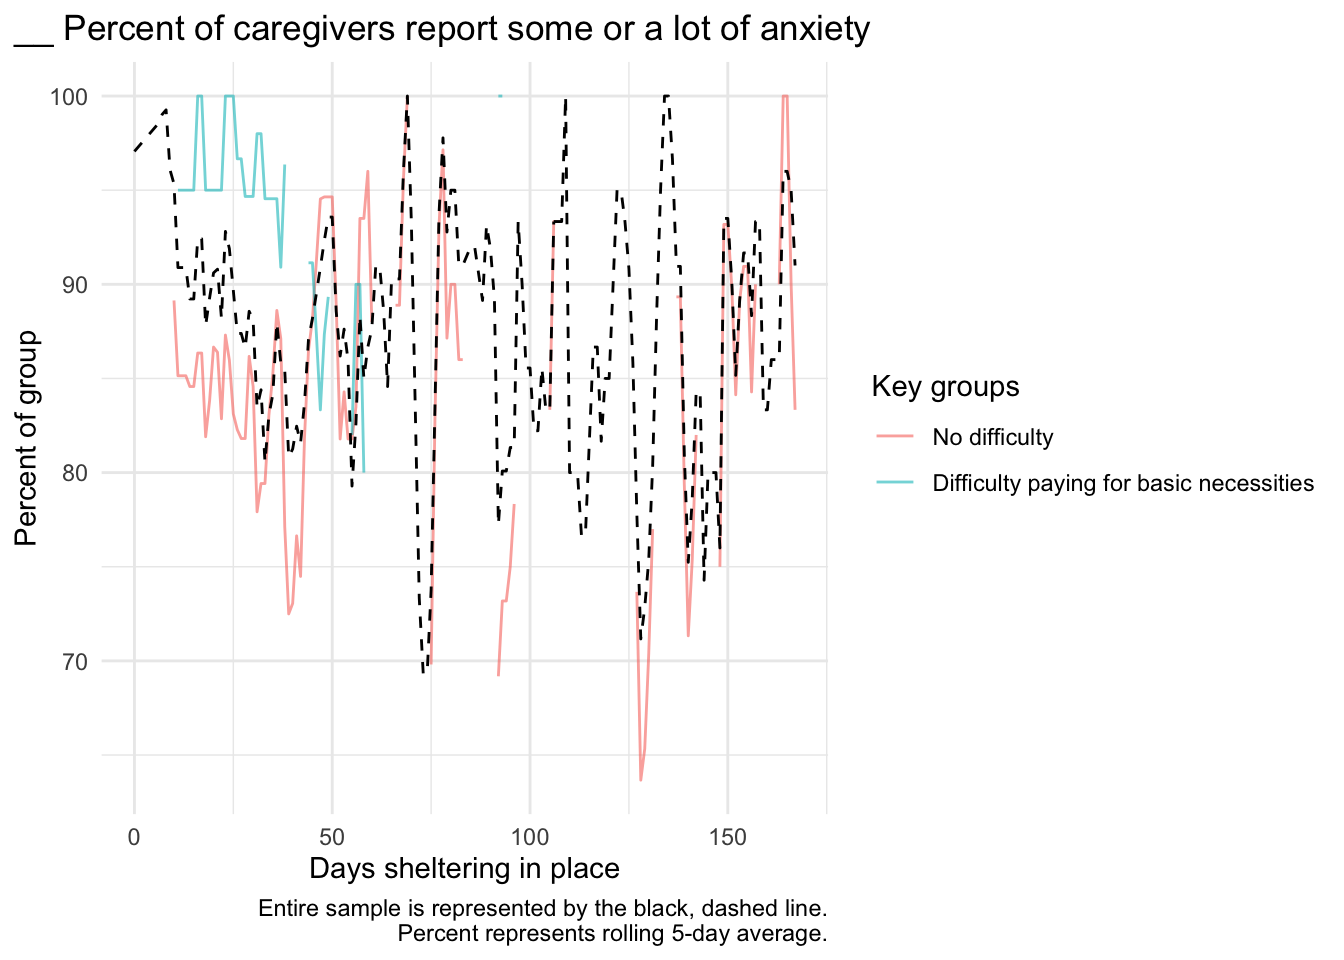 __ Percent of caregivers report some or a lot of anxiety
100
90
80
70
Percent of group
0 50 100 150
Days sheltering in place
Key groups
No difficulty
Difficulty paying for basic necessities
Entire sample is represented by the black, dashed line.
Percent represents rolling 5-day average.